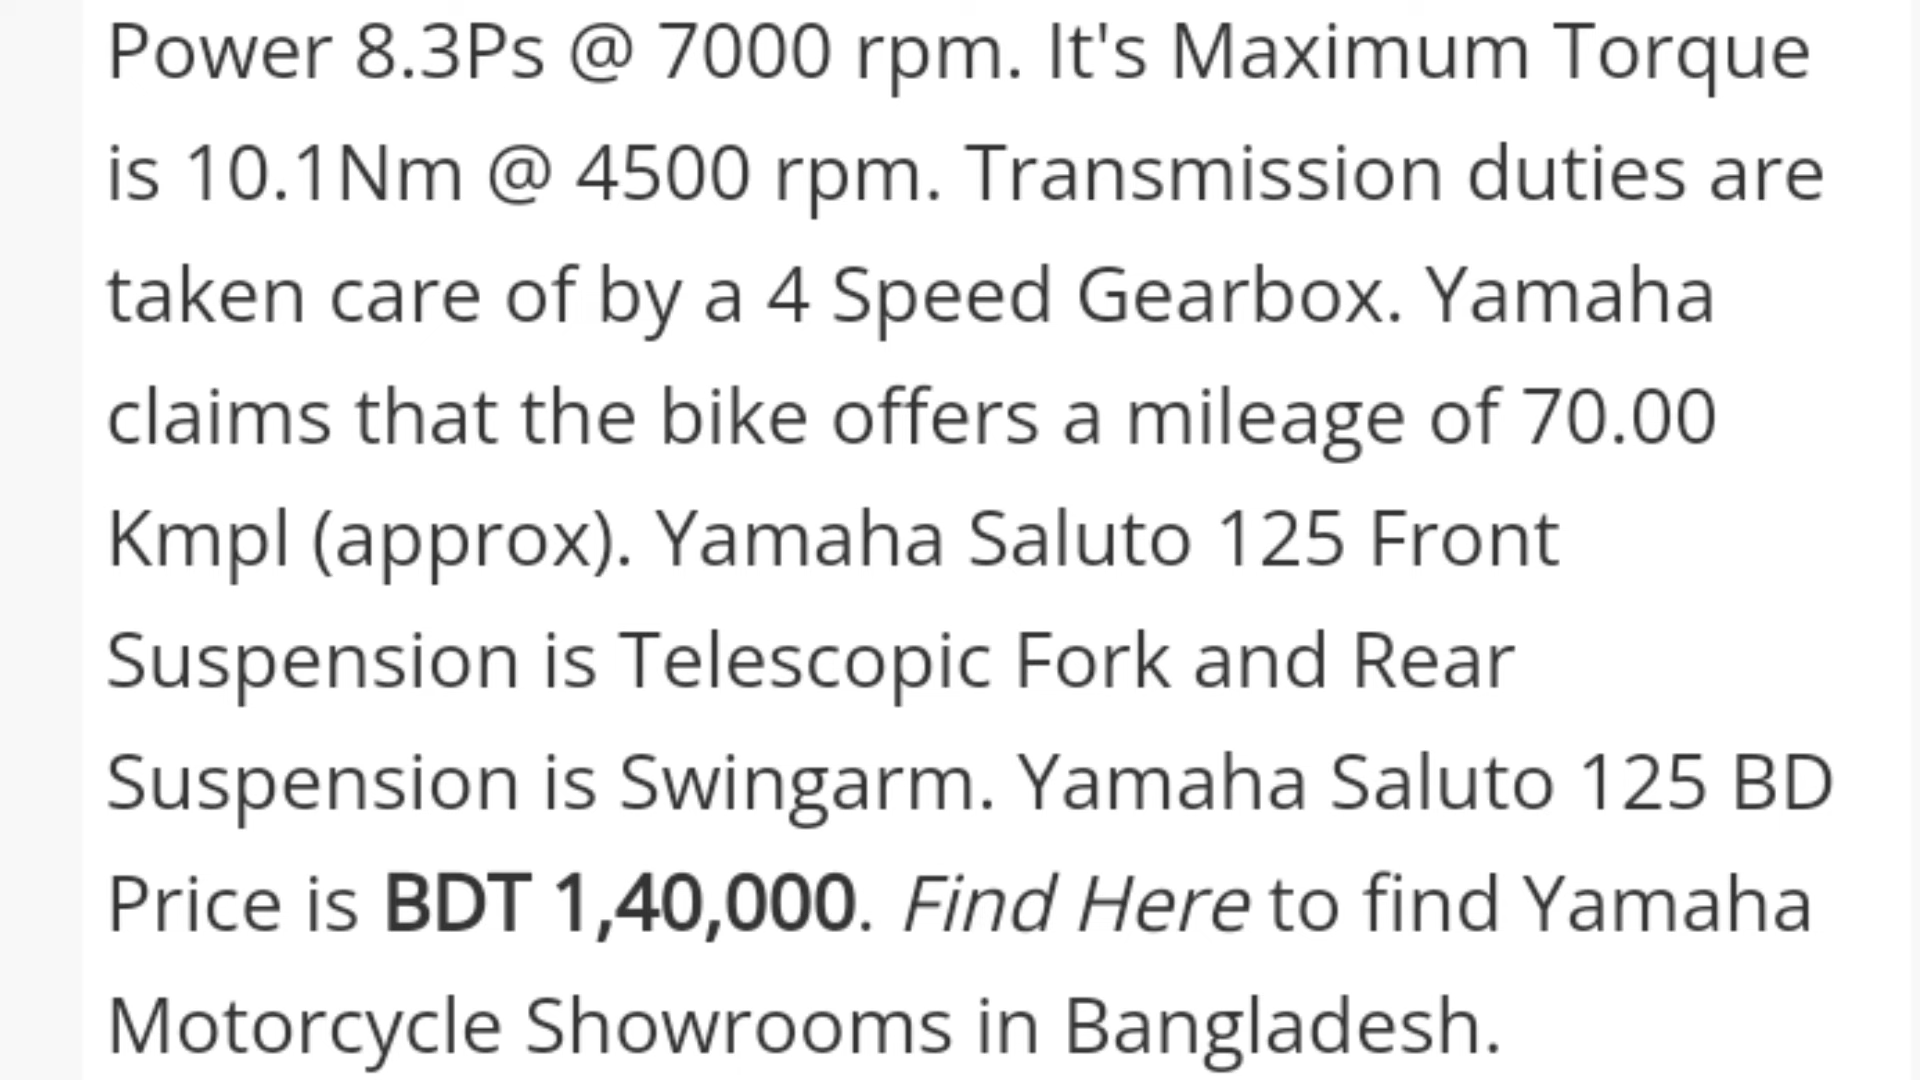 Power 8.3Ps @ 7000 rpm. It's Maximum Torque
is 10.1Nm @ 4500 rpm. Transmission duties are
taken care of by a 4 Speed Gearbox. Yamaha
claims that the bike offers a mileage of 70.00
Kmpl (approx). Yamaha Saluto 125 Front
Suspension is Telescopic Fork and Rear
Suspension is Swingarm. Yamaha Saluto 125 BD
Price is BDT 1,40,000. Find Here to find Yamaha
Motorcycle Showrooms in Bangladesh.